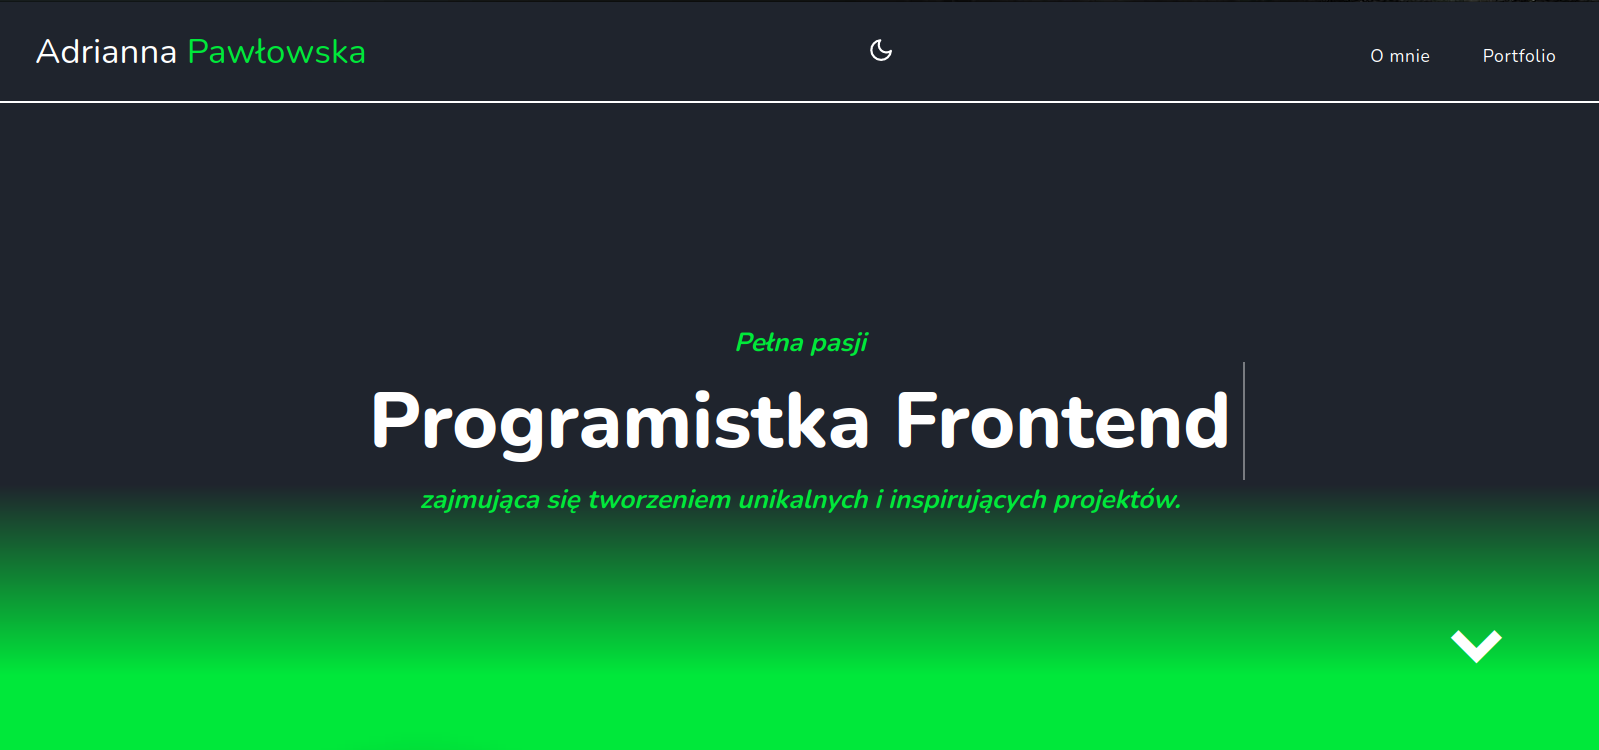 Adrianna Pawłowska
O mnie Portfolio
Pełna pasji
Programistka Frontend
zajmująca się tworzeniem unikalnych i inspirujących projektów.